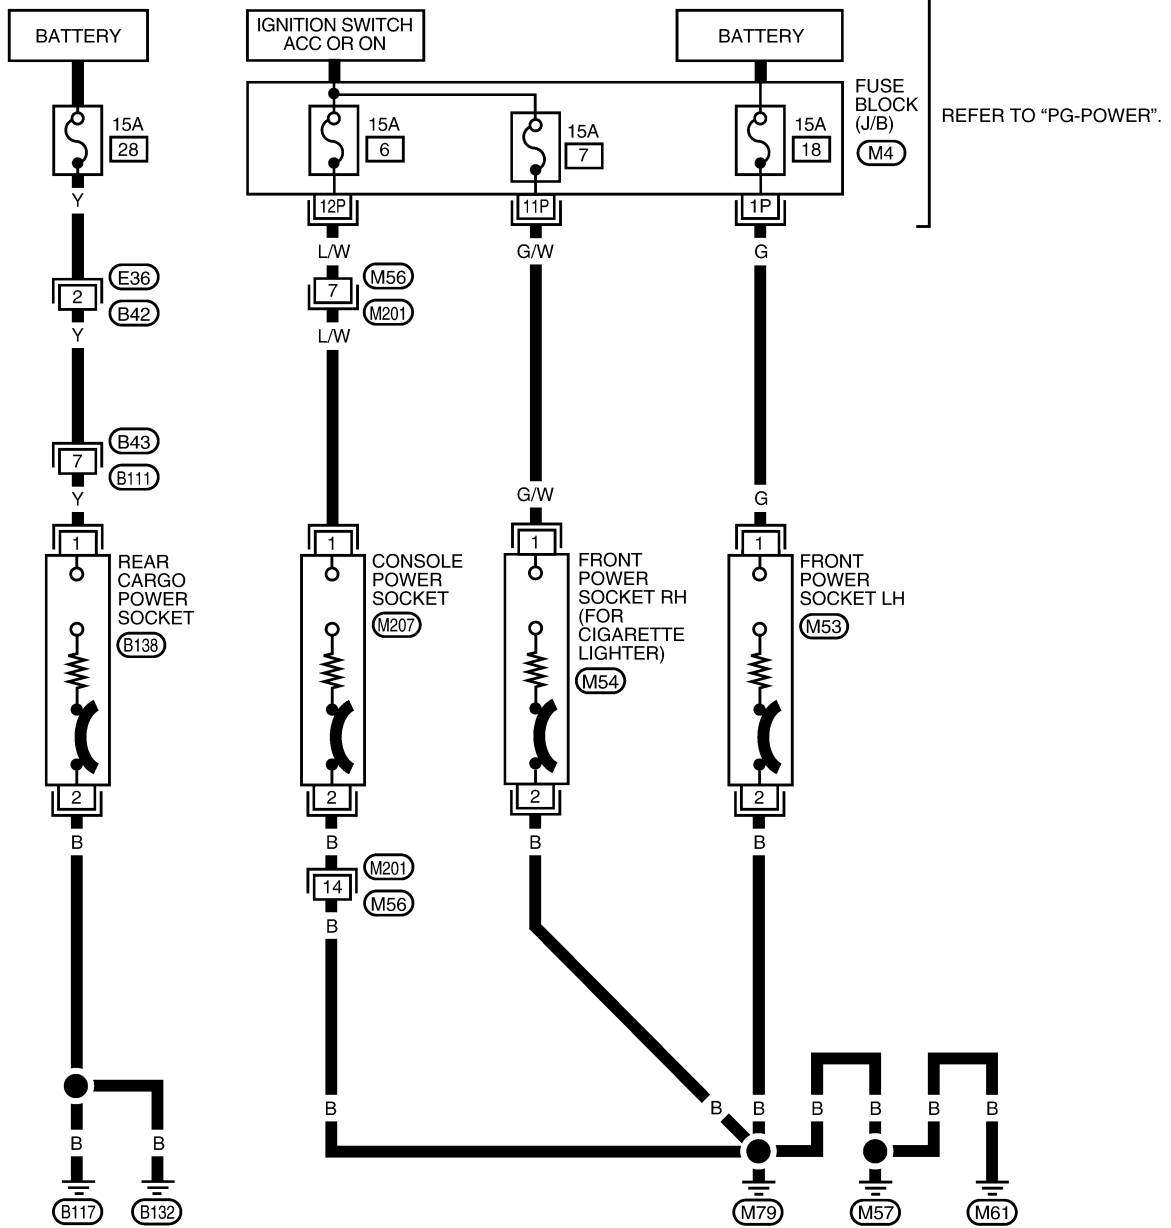 BATTERY
IGNITION SWITCH
ACC OR ON
BATTERY
15A
28
15A
6
15A
7
15A
18
FUSE
BLOCK
(J/B)
M4
REFER TO “PG-POWER”.
12P
11P
1P
Y
L/W
G/W
G
2
E36
B42
7
M56
M201
Y
L/W
7
B43
B111
Y
G/W
G
1
REAR
CARGO
POWER
SOCKET
B138
1
CONSOLE
POWER
SOCKET
M207
1
FRONT
POWER
SOCKET RH
(FOR
CIGARETTE
LIGHTER)
M54
1
FRONT
POWER
SOCKET LH
M53
2
2
2
2
B
B
B
B
14
M201
M56
B
B
B
B
B
B
B
B
B
B
B117
B132
M79
M57
M61